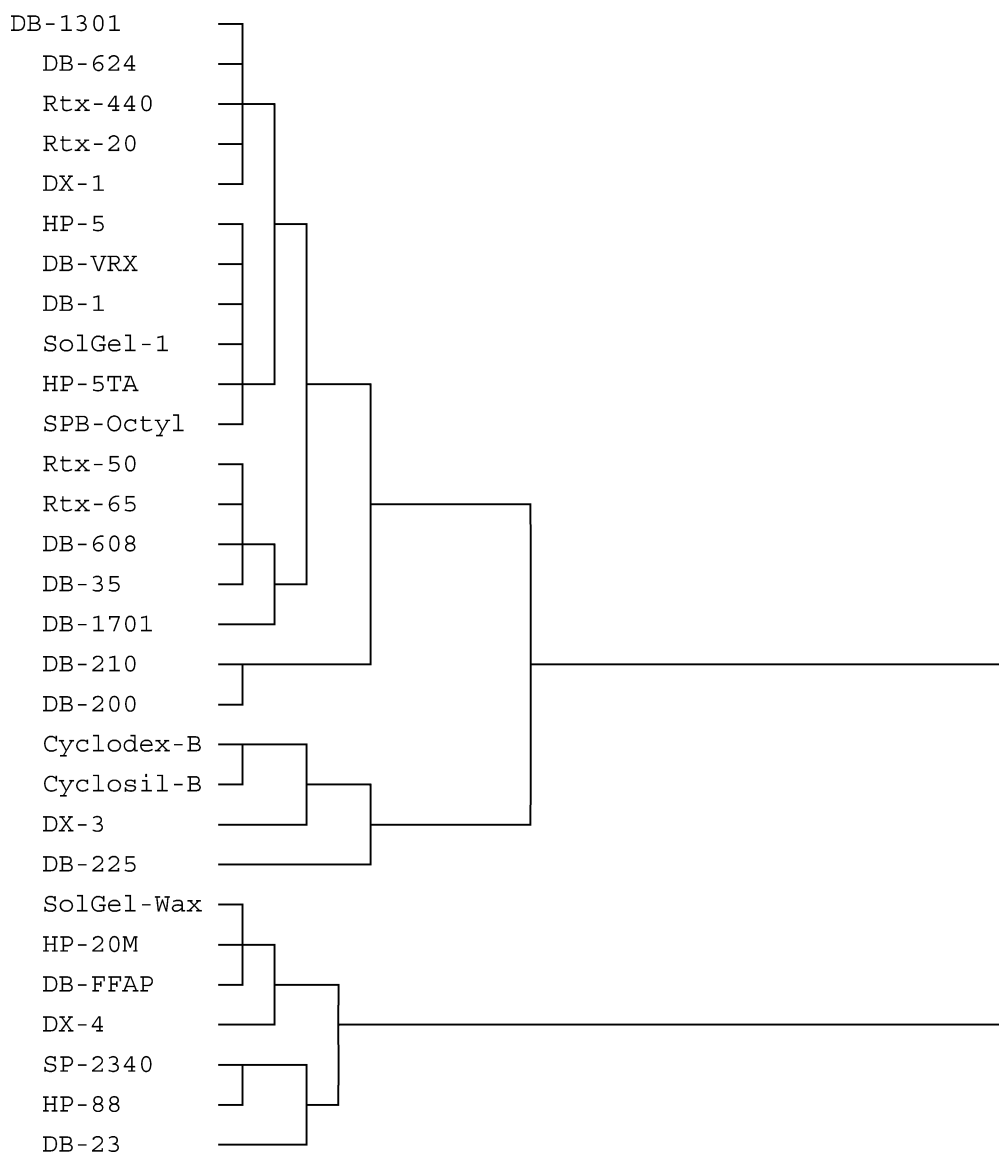 DB-1301
DB-624
Rtx-440
Rtx-20
DX-1
HP-5
DB-VRX
DB-1
SolGel-1
HP-5TA
SPB-Octyl
Rtx-50
Rtx-65
DB-608
DB-35
DB-1701
DB-210
DB-200
Cyclodex-B
Cyclosil-B
DX-3
DB-225
SolGel-Wax
HP-20M
DB-FFAP
DX-4
SP-2340
HP-88
DB-23